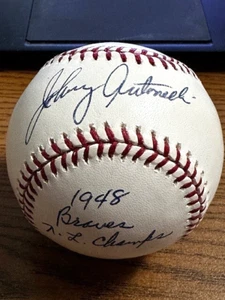 Johnny Antonelli
1948
Braves
N. L. Champs